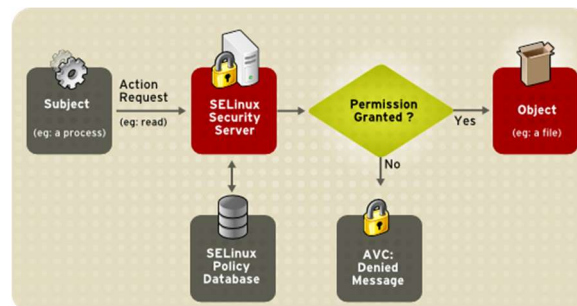 Subject
(eg: a process)
Action
Request
(eg: read)
SELinux
Security
Server
Permission
Granted ?
Yes
Object
(eg: a file)
No
SELinux
Policy
Database
AVC:
Denied
Message